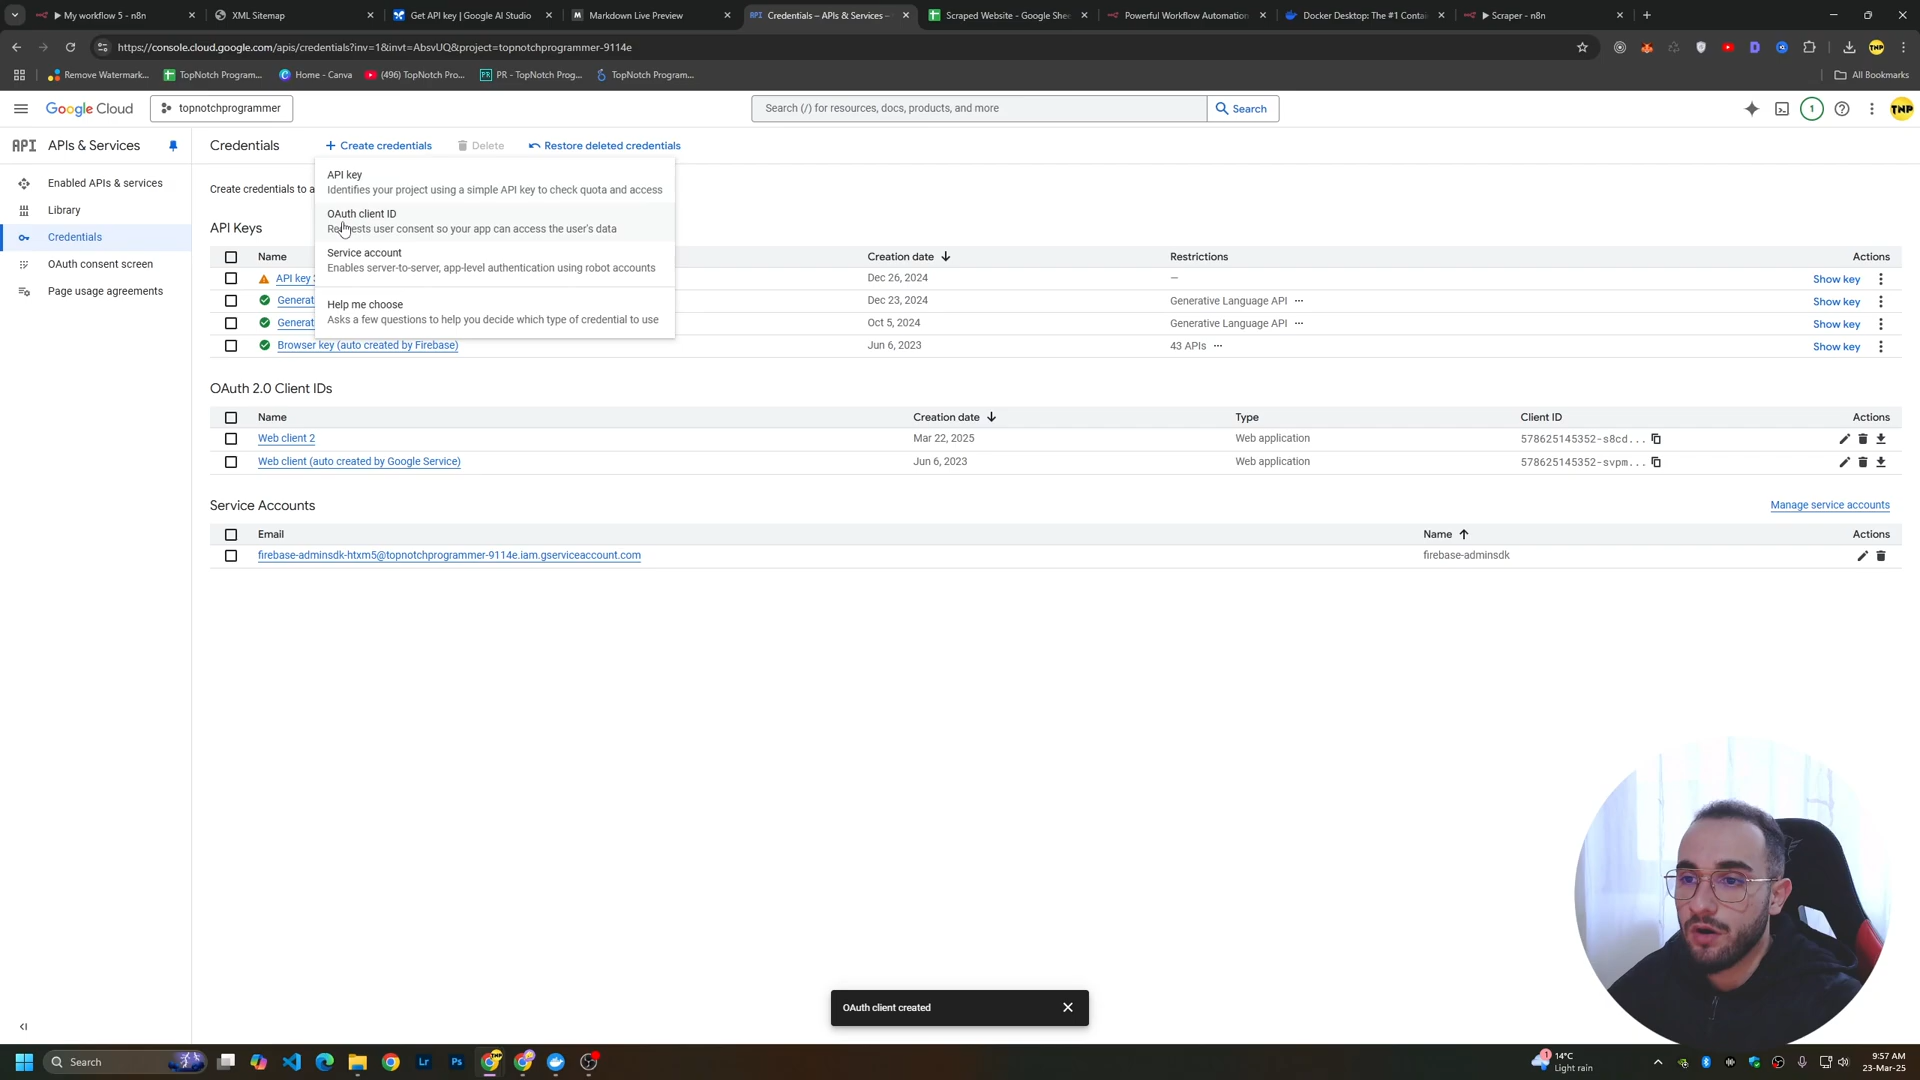 My workflow 5 - n8n
XML Sitemap
Get API key | Google AI Studio
Markdown Live Preview
Credentials – APIs & Services –
Scraped Website - Google She
Powerful Workflow Automation
Docker Desktop: The #1 Contai
Scraper - n8n
https://console.cloud.google.com/apis/credentials?inv=1&invt=AbsvUQ&project=topnotchprogrammer-9114e
Remove Watermark...
TopNotch Program...
Home - Canva
(496) TopNotch Pro...
PR - TopNotch Prog...
TopNotch Program...
All Bookmarks
Google Cloud
topnotchprogrammer
Search (/) for resources, docs, products, and more
Search
1
TNP
API APIs & Services
Credentials
+ Create credentials
Delete
Restore deleted credentials
Enabled APIs & services
Library
Credentials
OAuth consent screen
Page usage agreements
Create credentials to a
API key
Identifies your project using a simple API key to check quota and access
OAuth client ID
Requests user consent so your app can access the user's data
Service account
Enables server-to-server, app-level authentication using robot accounts
Help me choose
Asks a few questions to help you decide which type of credential to use
API Keys
Name Creation date Restrictions Actions
API key Dec 26, 2024 — Show key
Generat Dec 23, 2024 Generative Language API ... Show key
Generat Oct 5, 2024 Generative Language API ... Show key
Browser key (auto created by Firebase) Jun 6, 2023 43 APIs ... Show key
OAuth 2.0 Client IDs
Name Creation date Type Client ID Actions
Web client 2 Mar 22, 2025 Web application 578625145352-s8cd...
Web client (auto created by Google Service) Jun 6, 2023 Web application 578625145352-svpm...
Service Accounts
Manage service accounts
Email Name Actions
firebase-adminsdk-htxm5@topnotchprogrammer-9114e.iam.gserviceaccount.com firebase-adminsdk
OAuth client created
Search
Lr
Ps
14°C
Light rain
9:57 AM
23-Mar-25